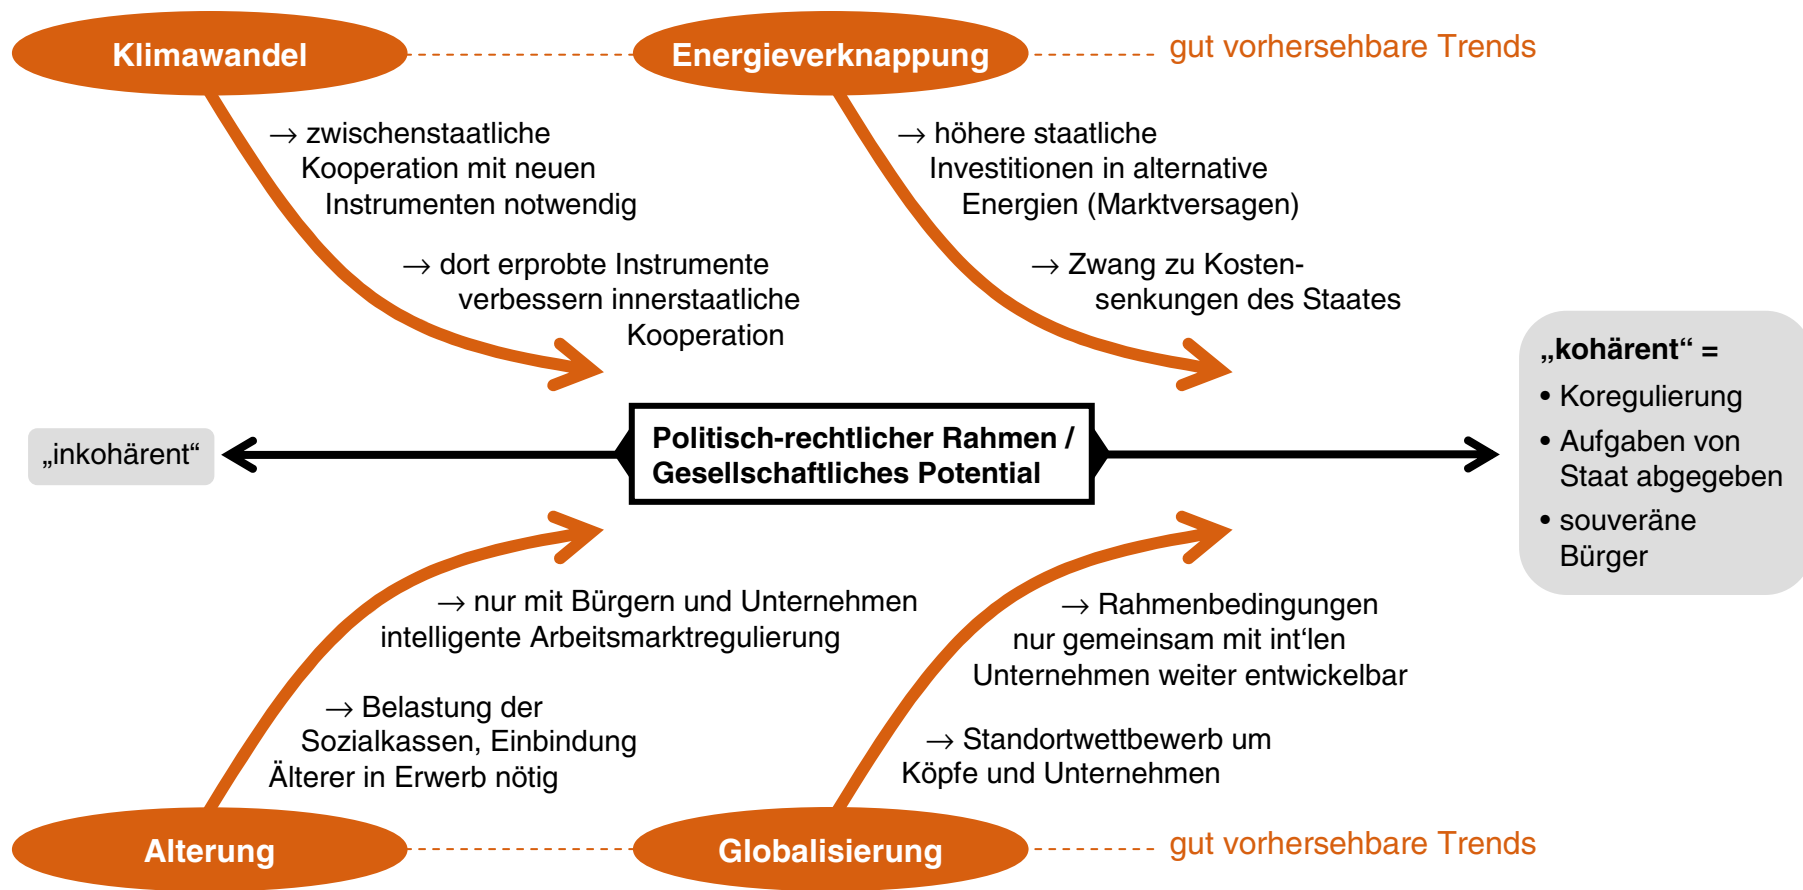 Klimawandel
Energieverknappung
gut vorhersehbare Trends
→ zwischenstaatliche
Kooperation mit neuen
Instrumenten notwendig
→ dort erprobte Instrumente
verbessern innerstaatliche
Kooperation
→ höhere staatliche
Investitionen in alternative
Energien (Marktversagen)
→ Zwang zu Kosten-
senkungen des Staates
„inkohärent“
Politisch-rechtlicher Rahmen /
Gesellschaftliches Potential
„kohärent“ =
• Koregulierung
• Aufgaben von
Staat abgegeben
• souveräne
Bürger
→ nur mit Bürgern und Unternehmen
intelligente Arbeitsmarktregulierung
→ Belastung der
Sozialkassen, Einbindung
Älterer in Erwerb nötig
→ Rahmenbedingungen
nur gemeinsam mit int‘len
Unternehmen weiter entwickelbar
→ Standortwettbewerb um
Köpfe und Unternehmen
Alterung
Globalisierung
gut vorhersehbare Trends